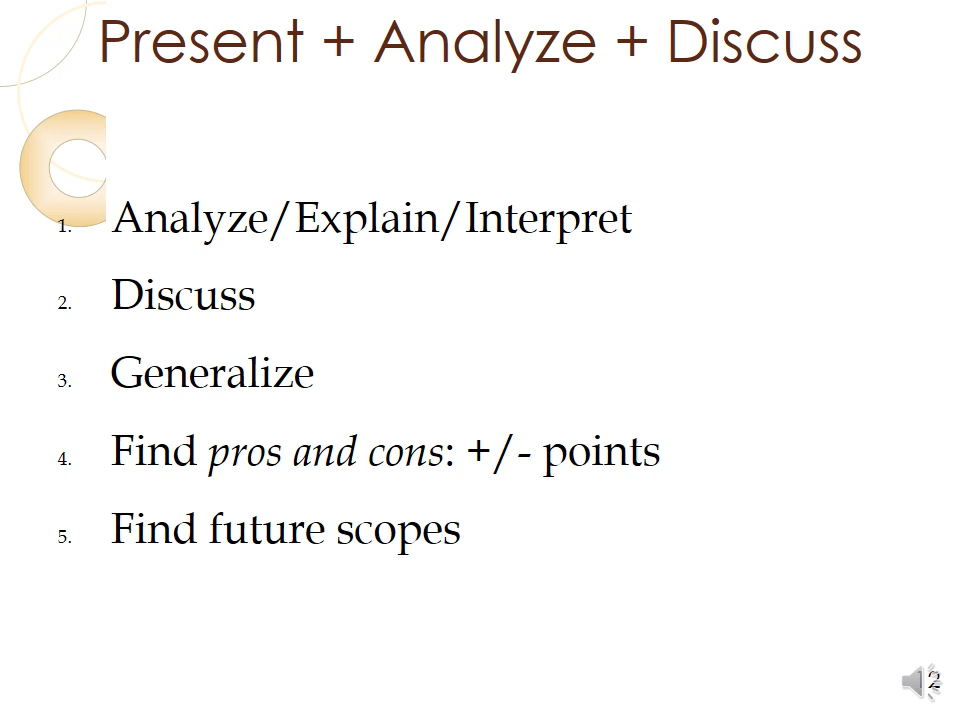 Present + Analyze + Discuss
1. Analyze/Explain/Interpret
2. Discuss
3. Generalize
4. Find pros and cons: +/- points
5. Find future scopes
2